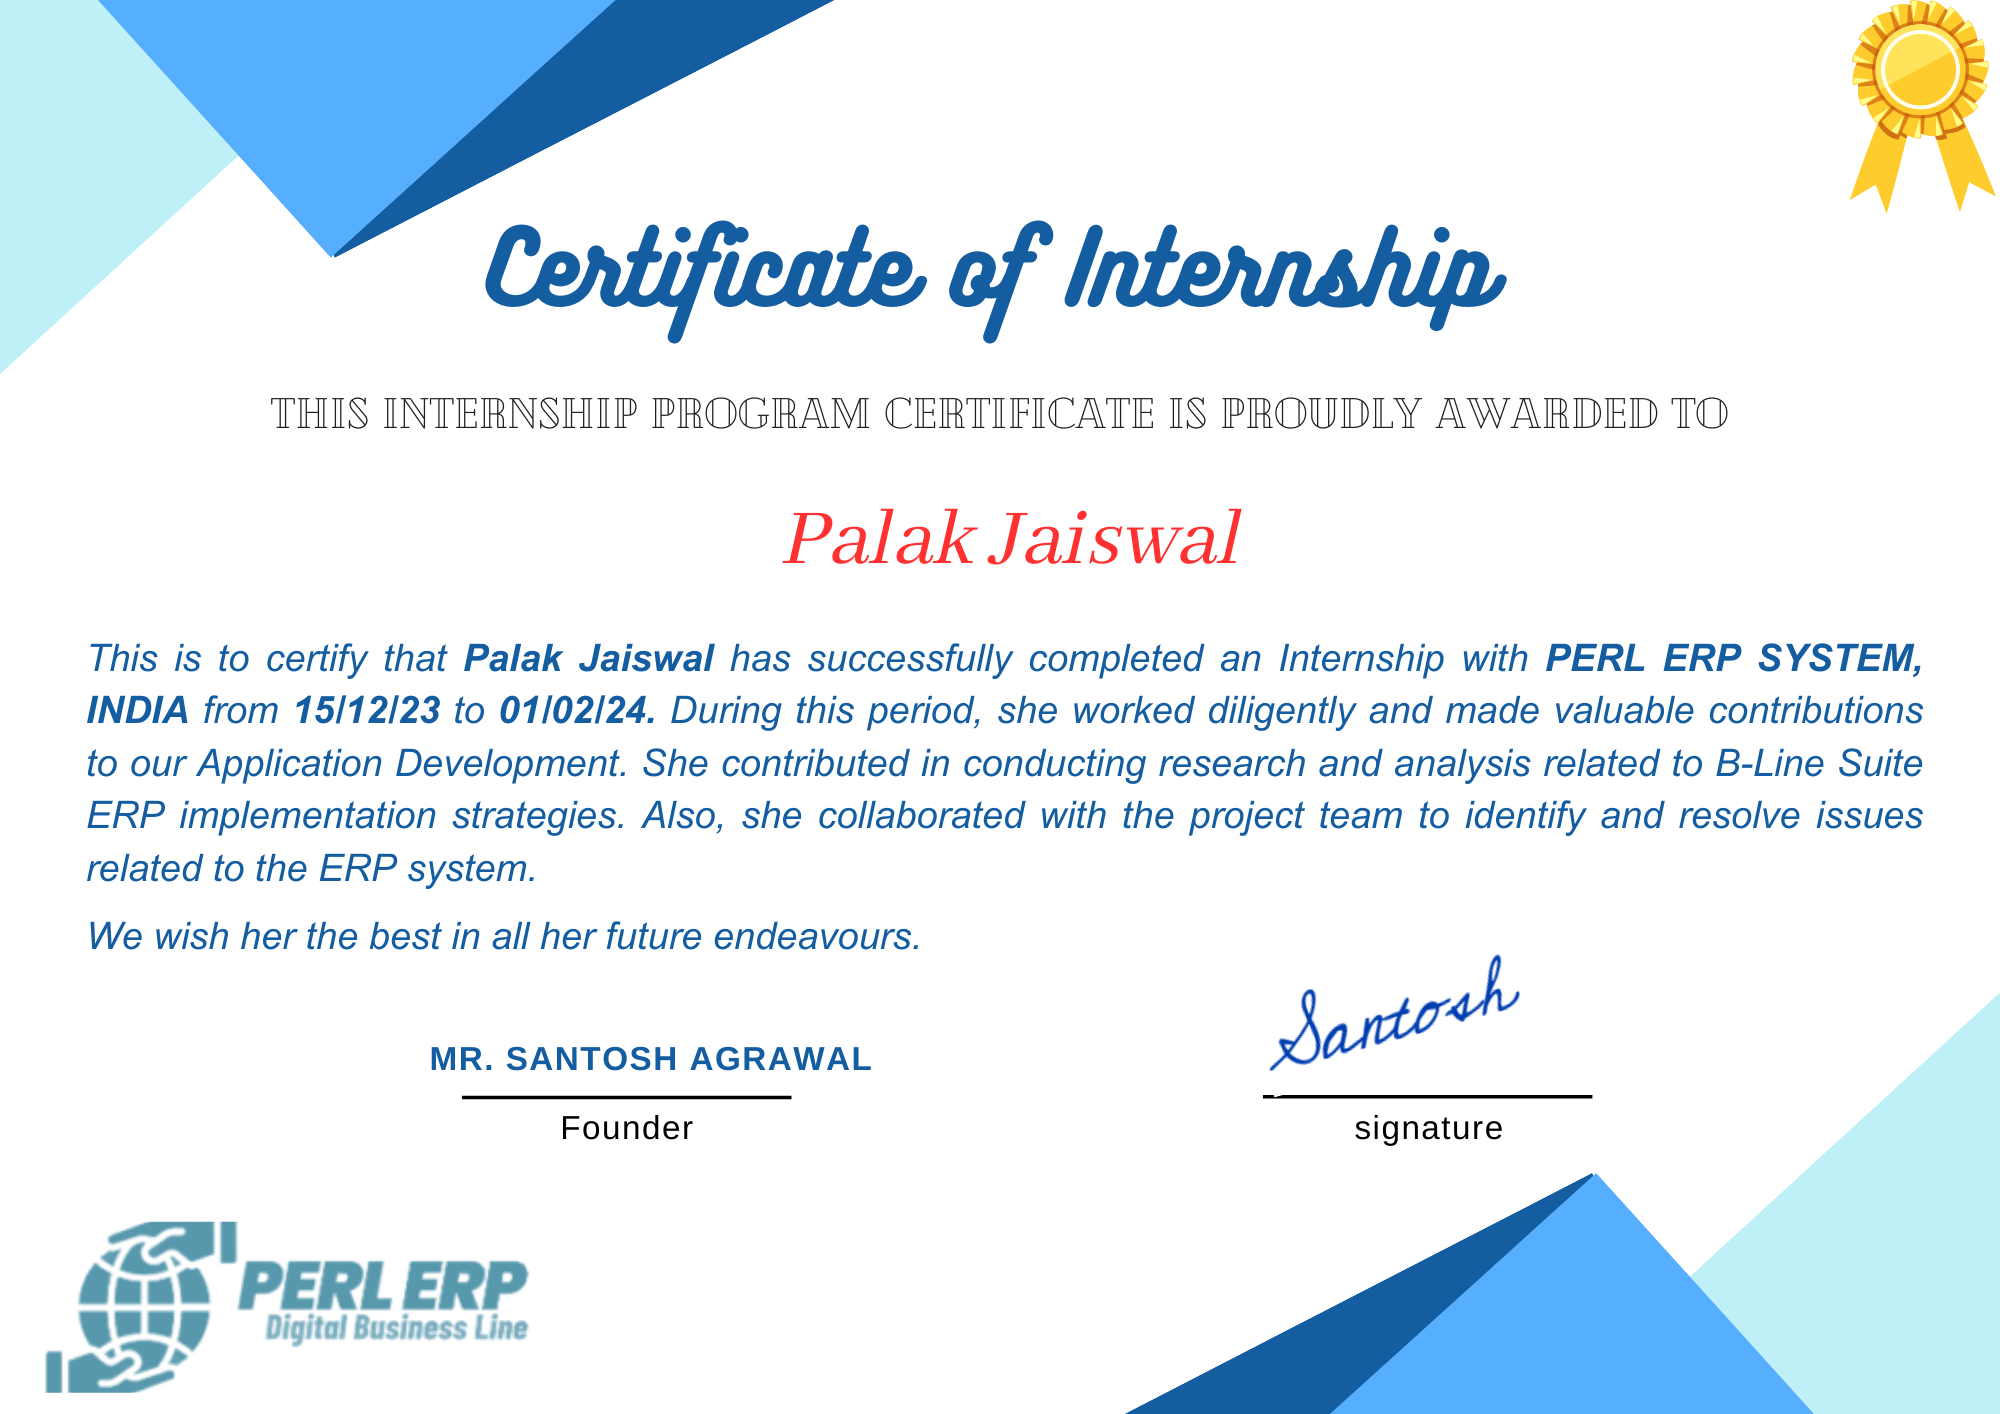 Certificate of Internship
THIS INTERNSHIP PROGRAM CERTIFICATE IS PROUDLY AWARDED TO
Palak Jaiswal
This is to certify that Palak Jaiswal has successfully completed an Internship with PERL ERP SYSTEM,
INDIA from 15/12/23 to 01/02/24. During this period, she worked diligently and made valuable contributions
to our Application Development. She contributed in conducting research and analysis related to B-Line Suite
ERP implementation strategies. Also, she collaborated with the project team to identify and resolve issues
related to the ERP system.
We wish her the best in all her future endeavours.
Santosh
MR. SANTOSH AGRAWAL
Founder
signature
PERL ERP
Digital Business Line